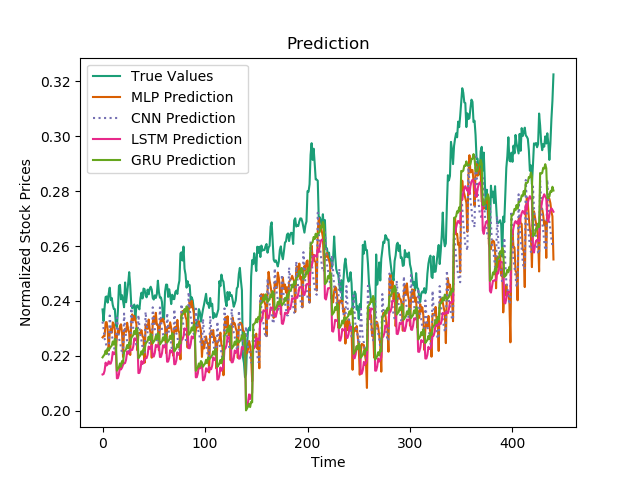 Prediction
True Values
MLP Prediction
CNN Prediction
LSTM Prediction
GRU Prediction
0.32
0.30
0.28
0.26
0.24
0.22
0.20
Normalized Stock Prices
0
100
200
300
400
Time